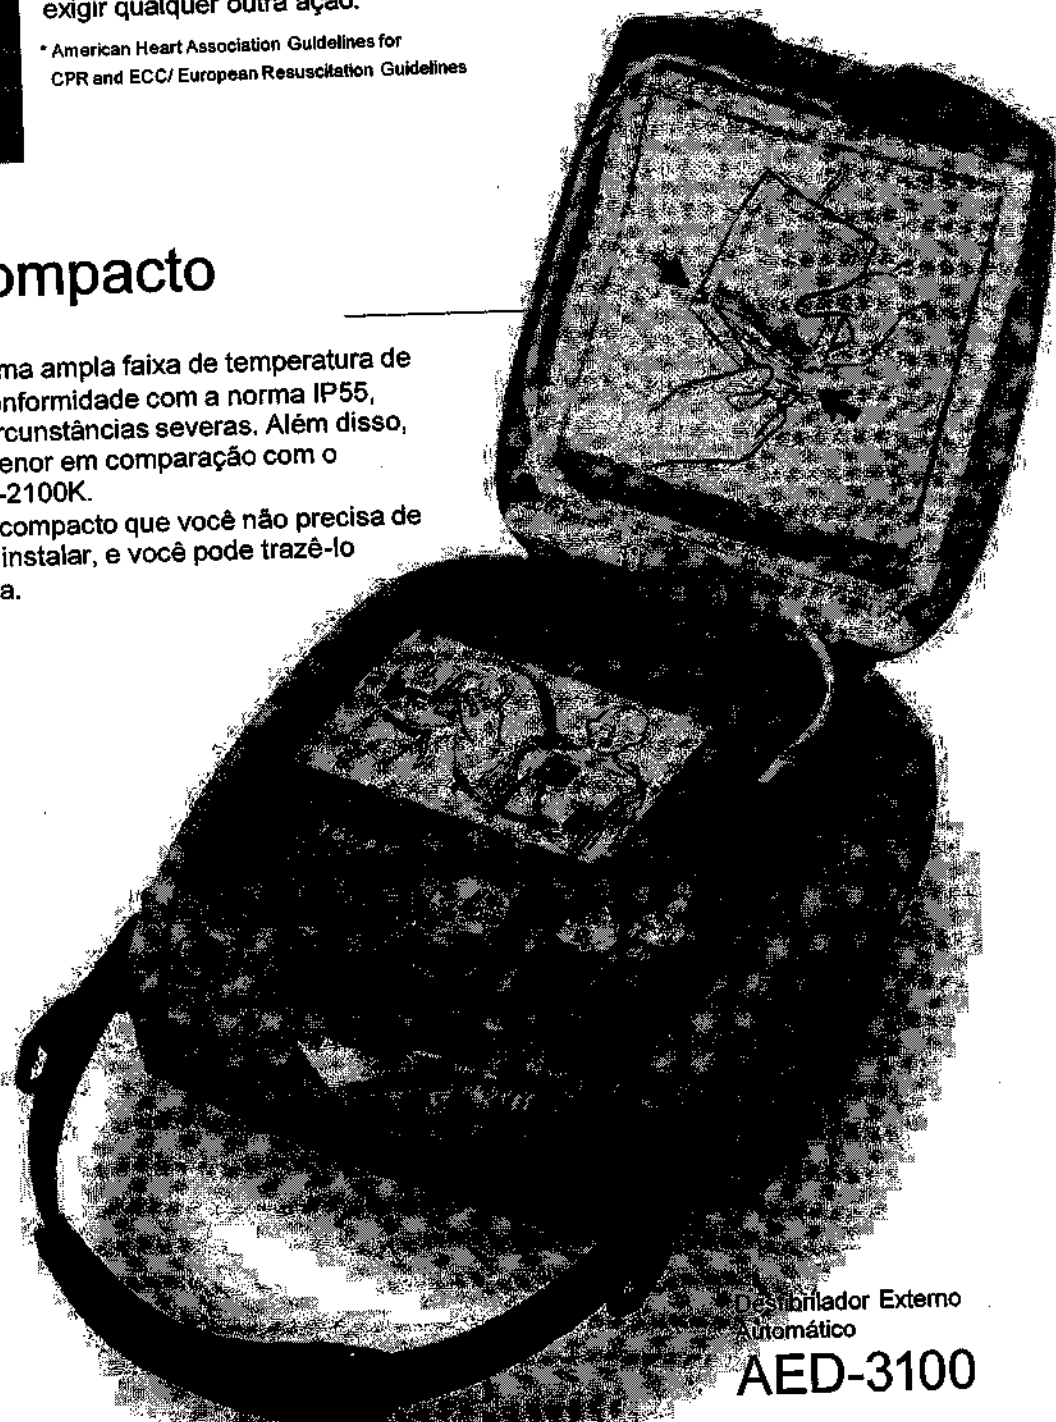 exigir qualquer outra ação.
* American Heart Association Guidelines for
CPR and ECC/ European Resuscitation Guidelines
ompacto
ma ampla faixa de temperatura de
nformidade com a norma IP55,
rcunstâncias severas. Além disso,
enor em comparação com o
-2100K.
compacto que você não precisa de
instalar, e você pode trazê-lo
a.
Desfibrilador Externo
Automático
AED-3100